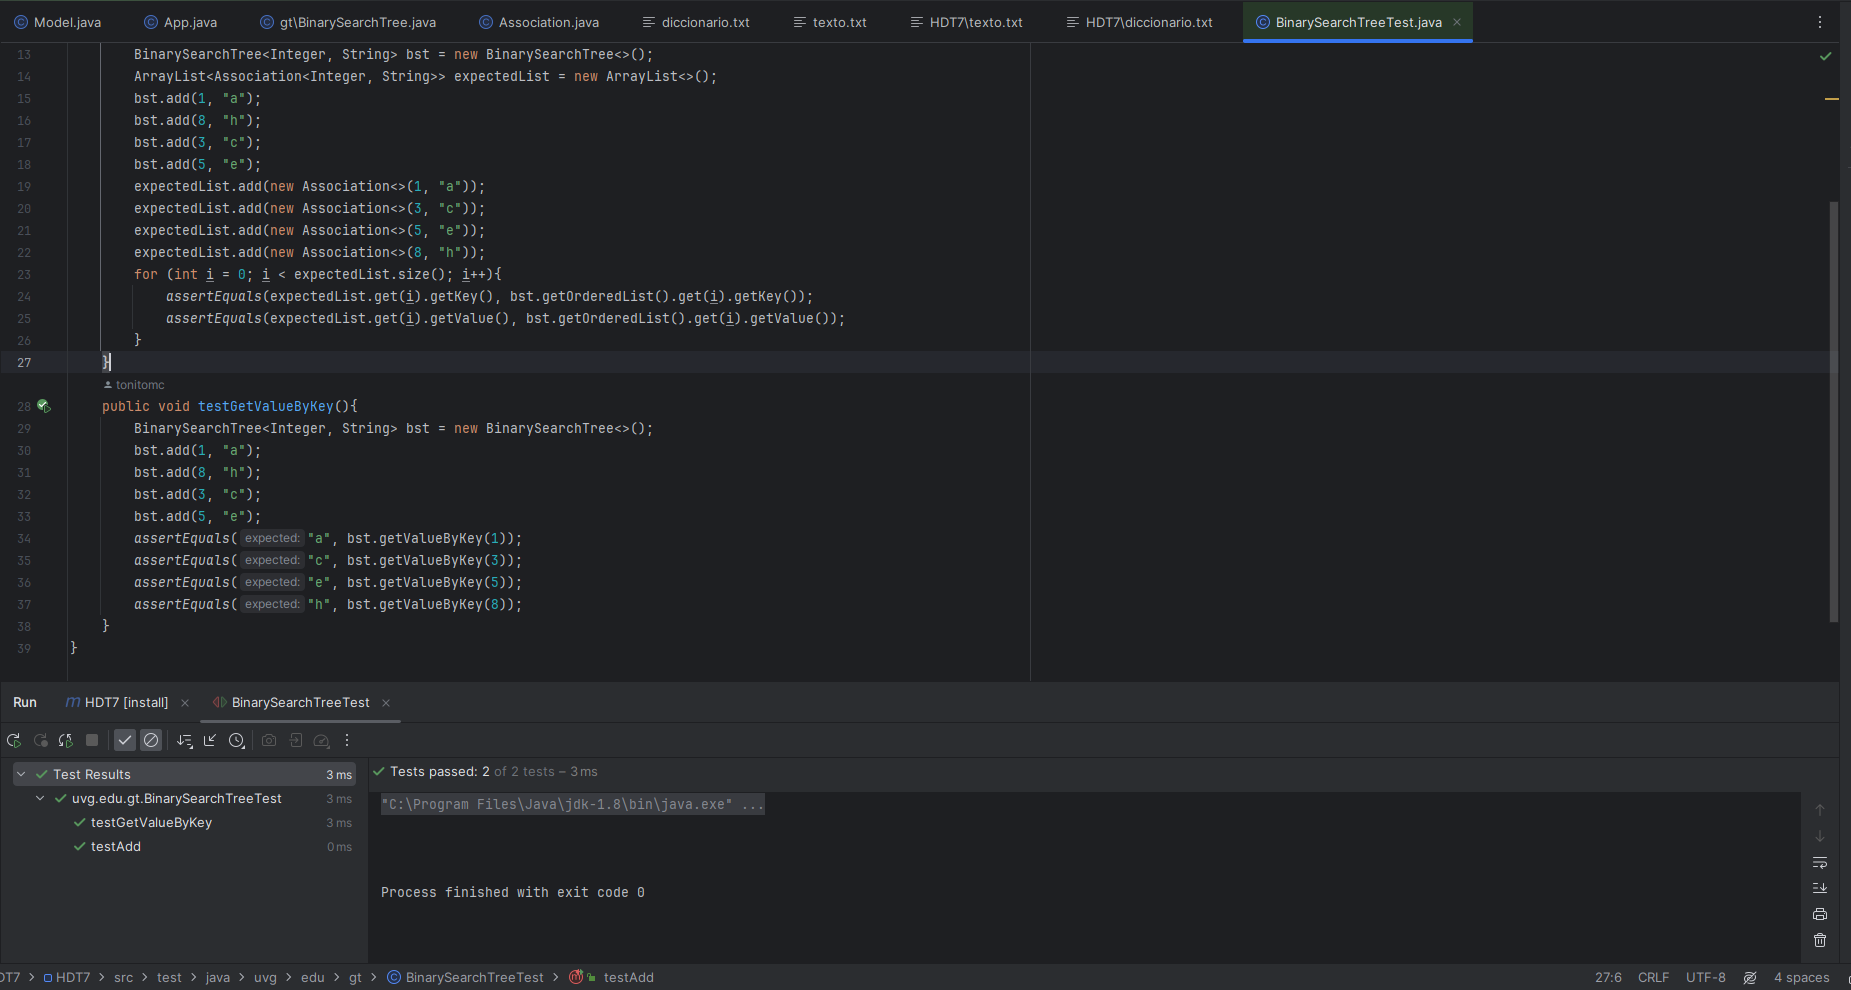 Model.java App.java gt\BinarySearchTree.java Association.java diccionario.txt texto.txt HDT7\texto.txt HDT7\diccionario.txt BinarySearchTreeTest.java
13 BinarySearchTree<Integer, String> bst = new BinarySearchTree<>();
14 ArrayList<Association<Integer, String>> expectedList = new ArrayList<>();
15 bst.add(1, "a");
16 bst.add(8, "h");
17 bst.add(3, "c");
18 bst.add(5, "e");
19 expectedList.add(new Association<>(1, "a"));
20 expectedList.add(new Association<>(3, "c"));
21 expectedList.add(new Association<>(5, "e"));
22 expectedList.add(new Association<>(8, "h"));
23 for (int i = 0; i < expectedList.size(); i++){
24 assertEquals(expectedList.get(i).getKey(), bst.getOrderedList().get(i).getKey());
25 assertEquals(expectedList.get(i).getValue(), bst.getOrderedList().get(i).getValue());
26 }
27 }
tonitomc
28 public void testGetValueByKey(){
29 BinarySearchTree<Integer, String> bst = new BinarySearchTree<>();
30 bst.add(1, "a");
31 bst.add(8, "h");
32 bst.add(3, "c");
33 bst.add(5, "e");
34 assertEquals( expected: "a", bst.getValueByKey(1));
35 assertEquals( expected: "c", bst.getValueByKey(3));
36 assertEquals( expected: "e", bst.getValueByKey(5));
37 assertEquals( expected: "h", bst.getValueByKey(8));
38 }
39 }
Run HDT7 [install] BinarySearchTreeTest
Test Results 3 ms
uvg.edu.gt.BinarySearchTreeTest 3 ms
testGetValueByKey 3 ms
testAdd 0 ms
Tests passed: 2 of 2 tests – 3 ms
"C:\Program Files\Java\jdk-1.8\bin\java.exe" ...
Process finished with exit code 0
DT7 > HDT7 > src > test > java > uvg > edu > gt > BinarySearchTreeTest > testAdd 27:6 CRLF UTF-8 4 spaces